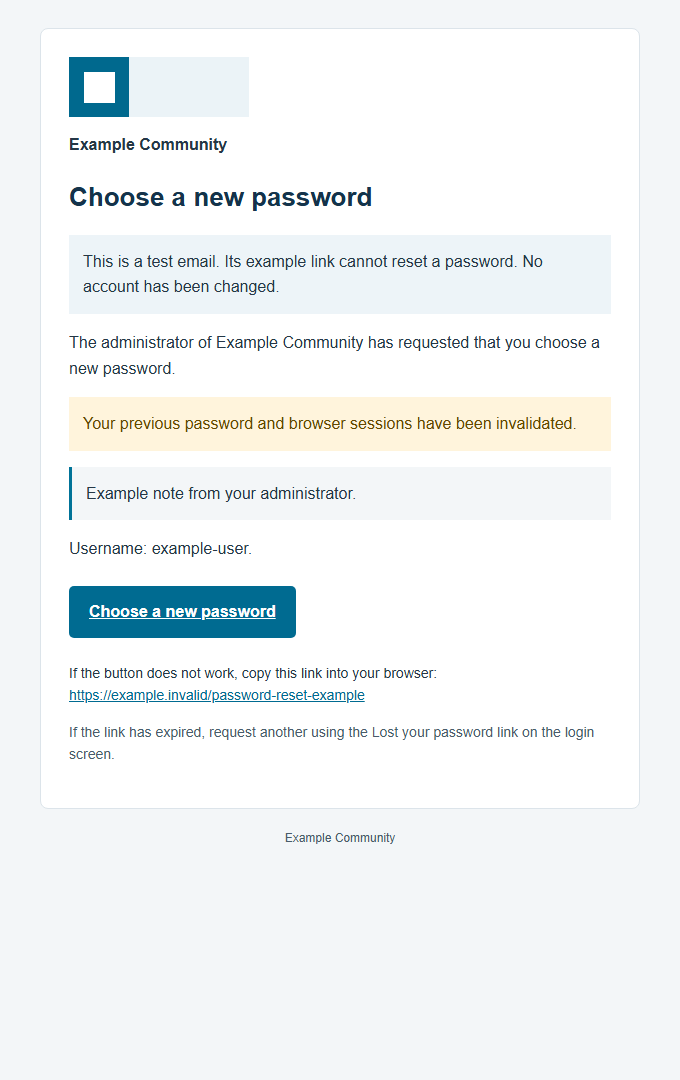 Example Community
Choose a new password
This is a test email. Its example link cannot reset a password. No
account has been changed.
The administrator of Example Community has requested that you choose a
new password.
Your previous password and browser sessions have been invalidated.
Example note from your administrator.
Username: example-user.
Choose a new password
If the button does not work, copy this link into your browser:
https://example.invalid/password-reset-example
If the link has expired, request another using the Lost your password link on the login
screen.
Example Community